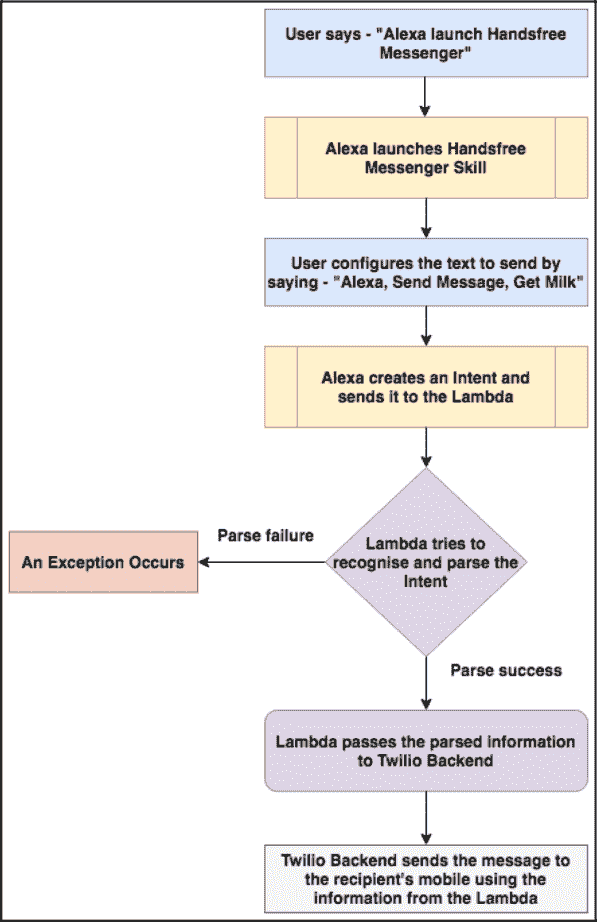 User says - "Alexa launch Handsfree
Messenger"
Alexa launches Handsfree
Messenger Skill
User configures the text to send by
saying - "Alexa, Send Message, Get Milk"
Alexa creates an Intent and
sends it to the Lambda
Lambda tries to
recognise and parse the
Intent
Parse failure
An Exception Occurs
Parse success
Lambda passes the parsed information
to Twilio Backend
Twilio Backend sends the message to
the recipient's mobile using the
information from the Lambda